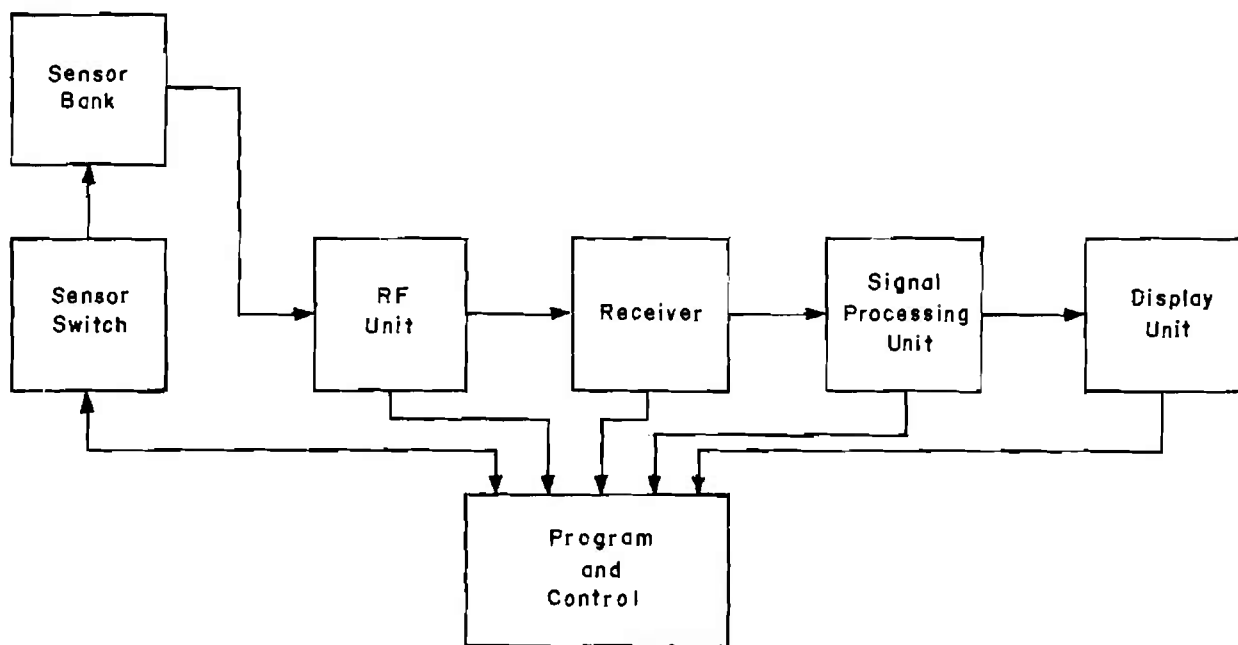 Sensor
Bank
Sensor
Switch
RF
Unit
Receiver
Signal
Processing
Unit
Display
Unit
Program
and
Control